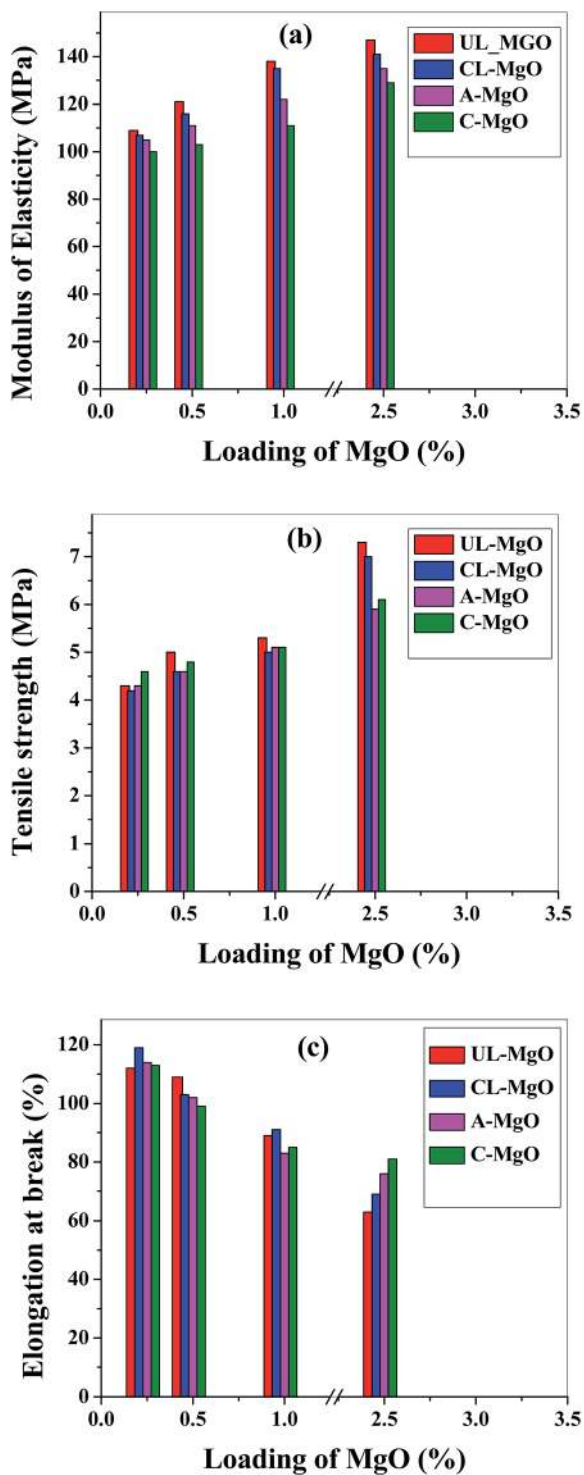 (a)
UL_MGO
CL-MgO
A-MgO
C-MgO
Modulus of Elasticity (MPa)
140
120
100
80
60
40
20
0
0.0 0.5 1.0 2.5 3.0 3.5
Loading of MgO (%)
(b)
UL-MgO
CL-MgO
A-MgO
C-MgO
Tensile strength (MPa)
7
6
5
4
3
2
1
0
0.0 0.5 1.0 2.5 3.0 3.5
Loading of MgO (%)
(c)
UL-MgO
CL-MgO
A-MgO
C-MgO
Elongation at break (%)
120
100
80
60
40
20
0
0.0 0.5 1.0 2.5 3.0 3.5
Loading of MgO (%)